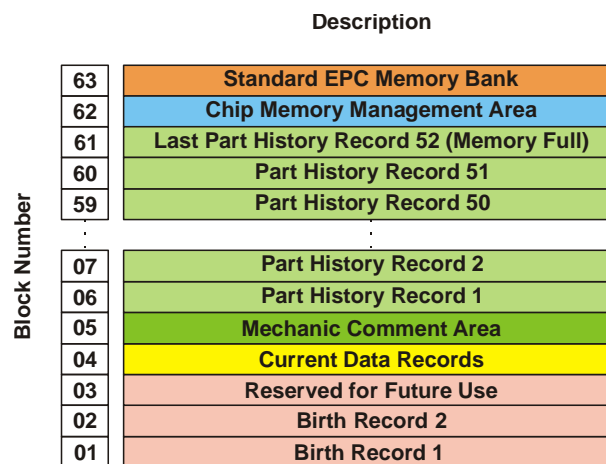 Description
63 Standard EPC Memory Bank
62 Chip Memory Management Area
61 Last Part History Record 52 (Memory Full)
60 Part History Record 51
59 Part History Record 50
07 Part History Record 2
06 Part History Record 1
05 Mechanic Comment Area
04 Current Data Records
03 Reserved for Future Use
02 Birth Record 2
01 Birth Record 1
Block Number